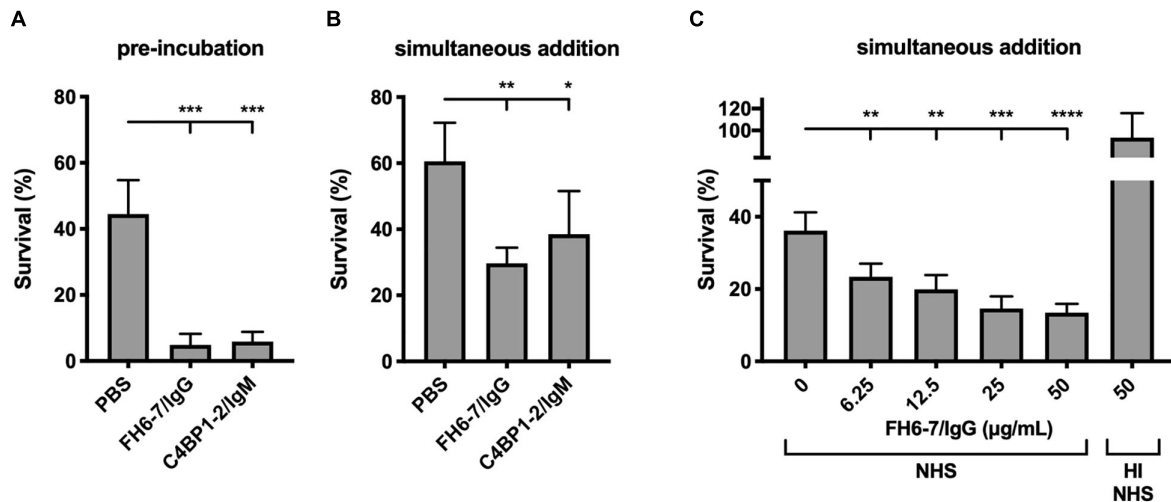 A
pre-incubation
***
***
80
60
40
20
0
Survival (%)
PBS
FH6-7/IgG
C4BP1-2/IgM
B
simultaneous addition
**
*
80
60
40
20
0
Survival (%)
PBS
FH6-7/IgG
C4BP1-2/IgM
C
simultaneous addition
**
**
***
****
120
100
40
20
0
Survival (%)
0
6.25
12.5
25
50
50
FH6-7/IgG (μg/mL)
NHS
HI
NHS